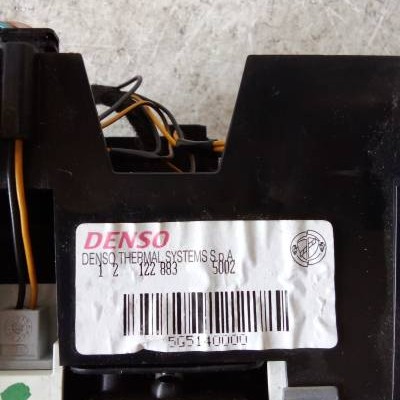 DENSO
DENSO THERMAL SYSTEMS S.p.A.
1 2 122 883 5002
5G5140000